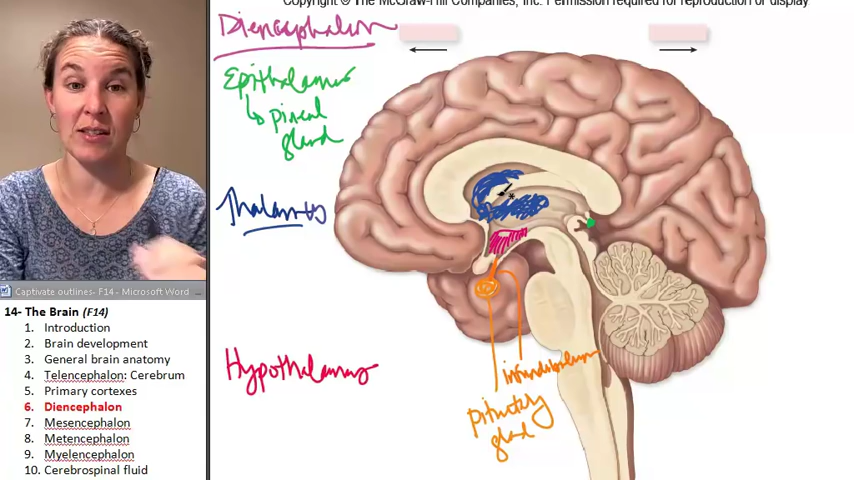 Copyright © The McGraw-Hill Companies, Inc. Permission required for reproduction or display
Diencephalon
Epithalamus
↳ pineal
gland
Thalamus
Hypothalamus
infundibulum
pituitary
gland
Captivate outlines- F14 - Microsoft Word
14- The Brain (F14)
1. Introduction
2. Brain development
3. General brain anatomy
4. Telencephalon: Cerebrum
5. Primary cortexes
6. Diencephalon
7. Mesencephalon
8. Metencephalon
9. Myelencephalon
10. Cerebrospinal fluid